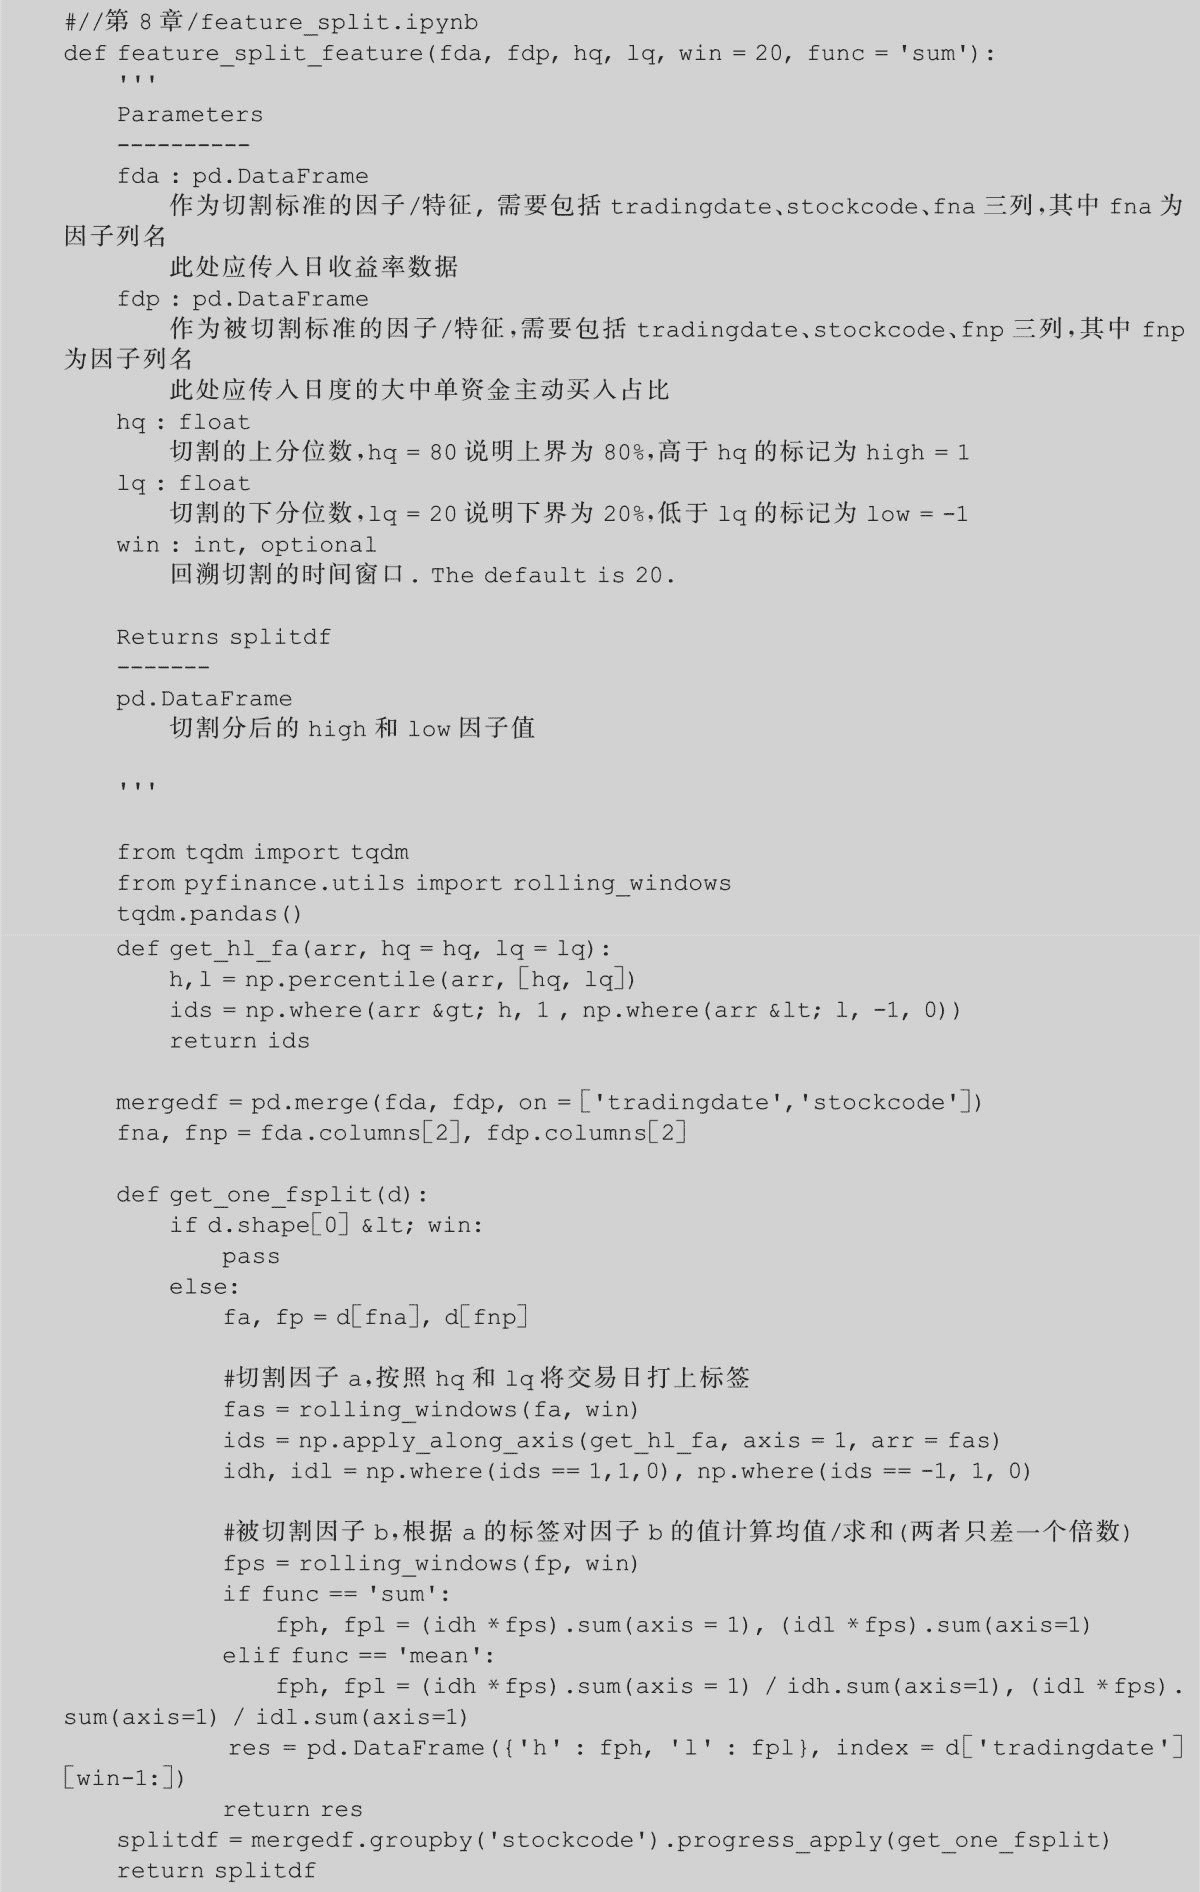 #//第 8 章/feature_split.ipynb
def feature_split_feature(fda, fdp, hq, lq, win = 20, func = 'sum'):
    '''
    Parameters
    ----------
    fda : pd.DataFrame
        作为切割标准的因子/特征, 需要包括 tradingdate、stockcode、fna 三列,其中 fna 为
因子列名
        此处应传入日收益率数据
    fdp : pd.DataFrame
        作为被切割标准的因子/特征,需要包括 tradingdate、stockcode、fnp 三列,其中 fnp
为因子列名
        此处应传入日度的大中单资金主动买入占比
    hq : float
        切割的上分位数,hq = 80 说明上界为 80%,高于 hq 的标记为 high = 1
    lq : float
        切割的下分位数,lq = 20 说明下界为 20%,低于 lq 的标记为 low = -1
    win : int, optional
        回溯切割的时间窗口. The default is 20.

    Returns splitdf
    -------
    pd.DataFrame
        切割分后的 high 和 low 因子值

    '''

    from tqdm import tqdm
    from pyfinance.utils import rolling_windows
    tqdm.pandas()
    def get_hl_fa(arr, hq = hq, lq = lq):
        h,l = np.percentile(arr, [hq, lq])
        ids = np.where(arr &gt; h, 1 , np.where(arr &lt; l, -1, 0))
        return ids

    mergedf = pd.merge(fda, fdp, on = ['tradingdate','stockcode'])
    fna, fnp = fda.columns[2], fdp.columns[2]

    def get_one_fsplit(d):
        if d.shape[0] &lt; win:
            pass
        else:
            fa, fp = d[fna], d[fnp]

            #切割因子 a,按照 hq 和 lq 将交易日打上标签
            fas = rolling_windows(fa, win)
            ids = np.apply_along_axis(get_hl_fa, axis = 1, arr = fas)
            idh, idl = np.where(ids == 1,1,0), np.where(ids == -1, 1, 0)

            #被切割因子 b,根据 a 的标签对因子 b 的值计算均值/求和(两者只差一个倍数)
            fps = rolling_windows(fp, win)
            if func == 'sum':
                fph, fpl = (idh * fps).sum(axis = 1), (idl * fps).sum(axis=1)
            elif func == 'mean':
                fph, fpl = (idh * fps).sum(axis = 1) / idh.sum(axis=1), (idl * fps).
sum(axis=1) / idl.sum(axis=1)
            res = pd.DataFrame({'h' : fph, 'l' : fpl}, index = d['tradingdate']
[win-1:])
            return res
    splitdf = mergedf.groupby('stockcode').progress_apply(get_one_fsplit)
    return splitdf